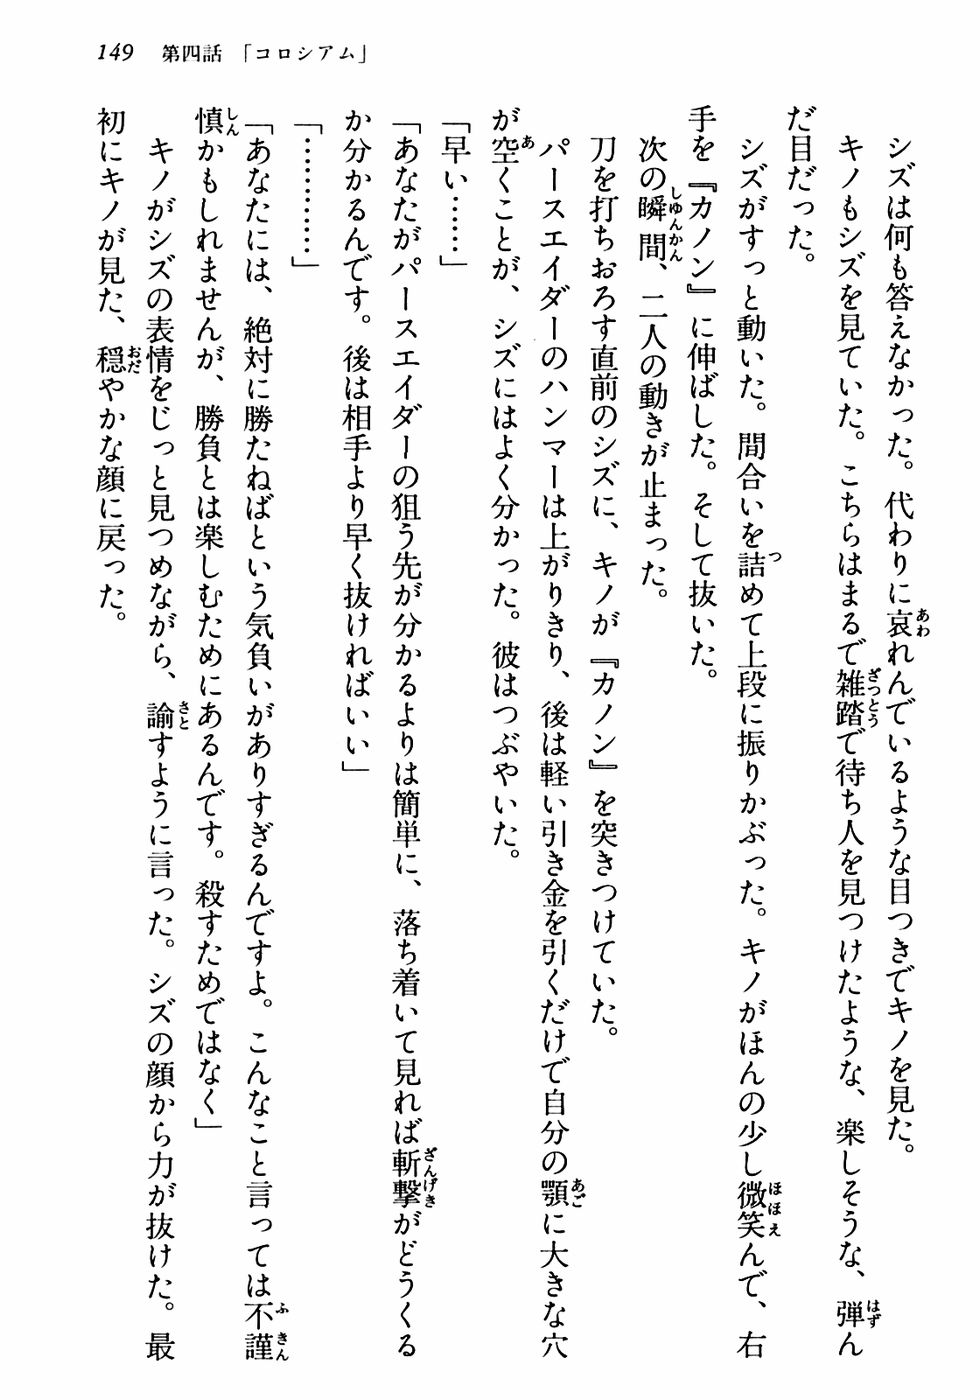 149 第四話 「コロシアム」
シズは何も答えなかった。代わりに哀れんでいるような目つきでキノを見た。
キノもシズを見ていた。こちらはまるで雑踏で待ち人を見つけたような、楽しそうな、弾ん
だ目だった。
シズがすっと動いた。間合いを詰めて上段に振りかぶった。キノがほんの少し微笑んで、右
手を『カノン』に伸ばした。そして抜いた。
次の瞬間、二人の動きが止まった。
刀を打ちおろす直前のシズに、キノが『カノン』を突きつけていた。
パースエイダーのハンマーは上がりきり、後は軽い引き金を引くだけで自分の顎に大きな穴
が空くことが、シズにはよく分かった。彼はつぶやいた。
「早い……」
「あなたがパースエイダーの狙う先が分かるよりは簡単に、落ち着いて見れば斬撃がどうくる
か分かるんです。後は相手より早く抜ければいい」
「…………」
「あなたには、絶対に勝たねばという気負いがありすぎるんですよ。こんなこと言っては不謹
慎かもしれませんが、勝負とは楽しむためにあるんです。殺すためではなく」
キノがシズの表情をじっと見つめながら、諭すように言った。シズの顔から力が抜けた。最
初にキノが見た、穏やかな顔に戻った。